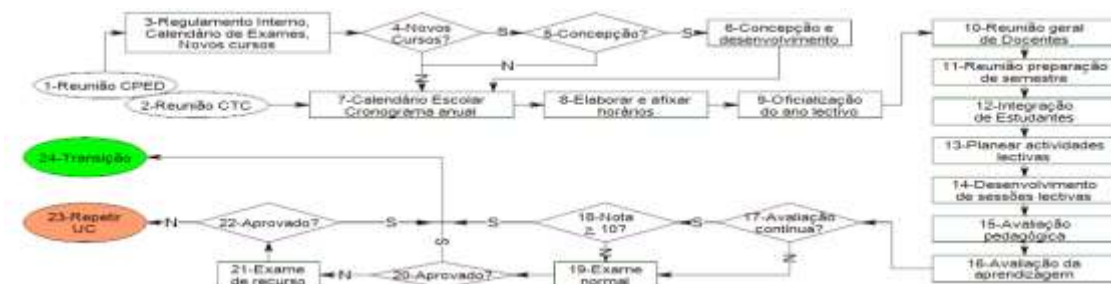 3-Regulamento Interno,
Calendário de Exames,
Novos cursos
4-Novos
Cursos?
S
5-Concepção?
S
6-Concepção e
desenvolvimento
N
N
1-Reunião CPED
2-Reunião CTC
7-Calendário Escolar
Cronograma anual
8-Elaborar e afixar
horários
9-Oficialização
do ano lectivo
10-Reunião geral
de Docentes
11-Reunião preparação
de semestre
12-Integração
de Estudantes
13-Planear actividades
lectivas
14-Desenvolvimento
de sessões lectivas
15-Avaliação
pedagógica
16-Avaliação da
aprendizagem
17-Avaliação
contínua?
S
N
18-Nota
≥ 10?
S
N
19-Exame
normal
20-Aprovado?
S
N
21-Exame
de recurso
22-Aprovado?
S
N
23-Repetir
UC
24-Transição